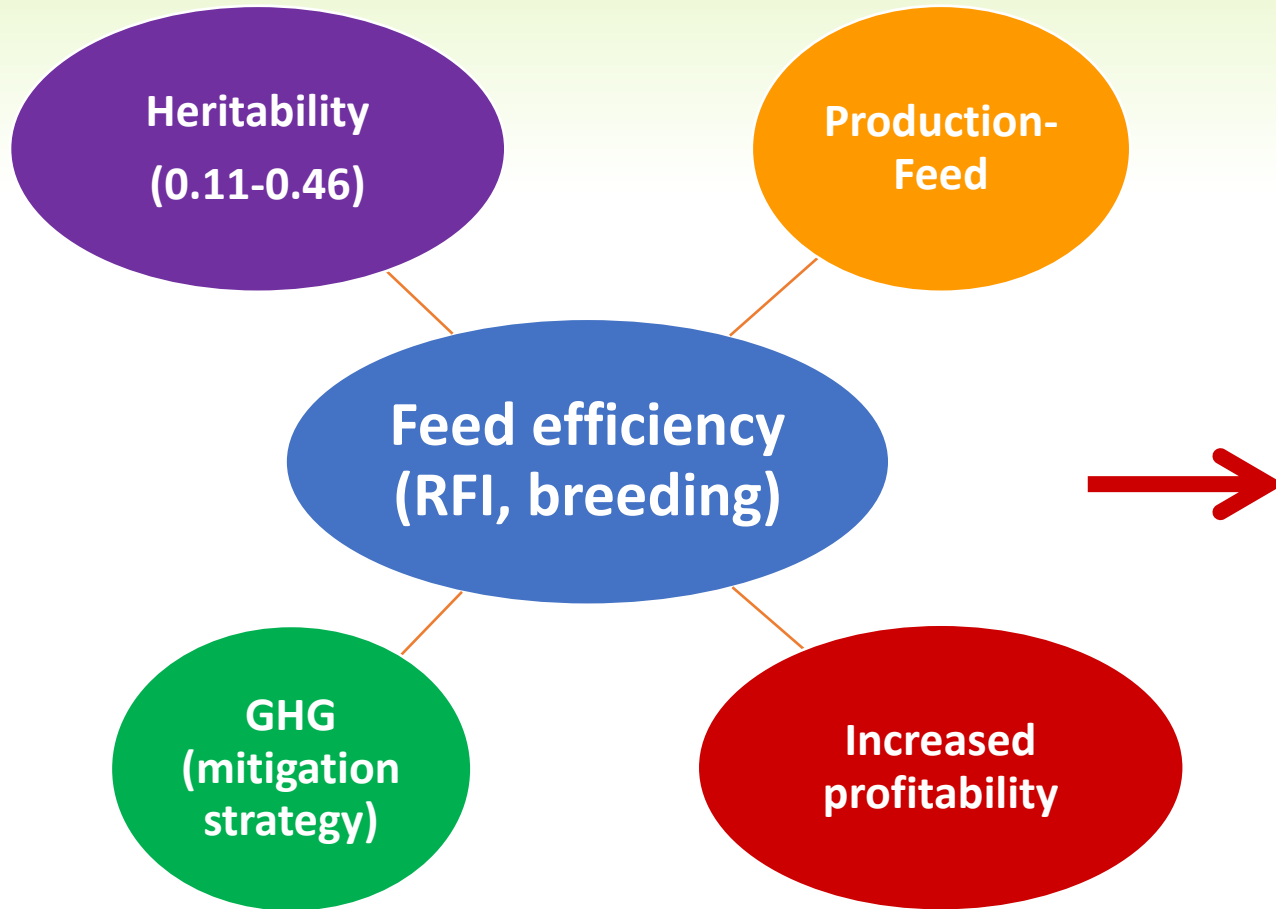 Heritability
(0.11-0.46)
Production-
Feed
Feed efficiency
(RFI, breeding)
GHG
(mitigation
strategy)
Increased
profitability